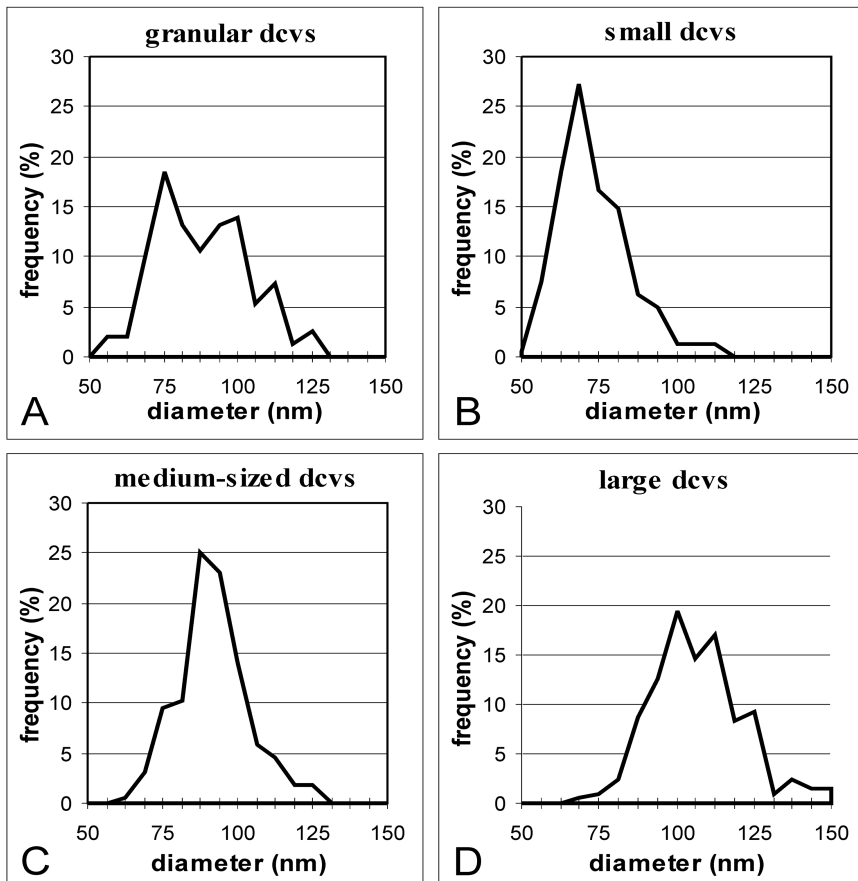 granular dcvs
30
25
20
15
10
5
0
frequency (%)
50 75 100 125 150
diameter (nm)
A
small dcvs
30
25
20
15
10
5
0
frequency (%)
50 75 100 125 150
diameter (nm)
B
medium-sized dcvs
30
25
20
15
10
5
0
frequency (%)
50 75 100 125 150
diameter (nm)
C
large dcvs
30
25
20
15
10
5
0
frequency (%)
50 75 100 125 150
diameter (nm)
D